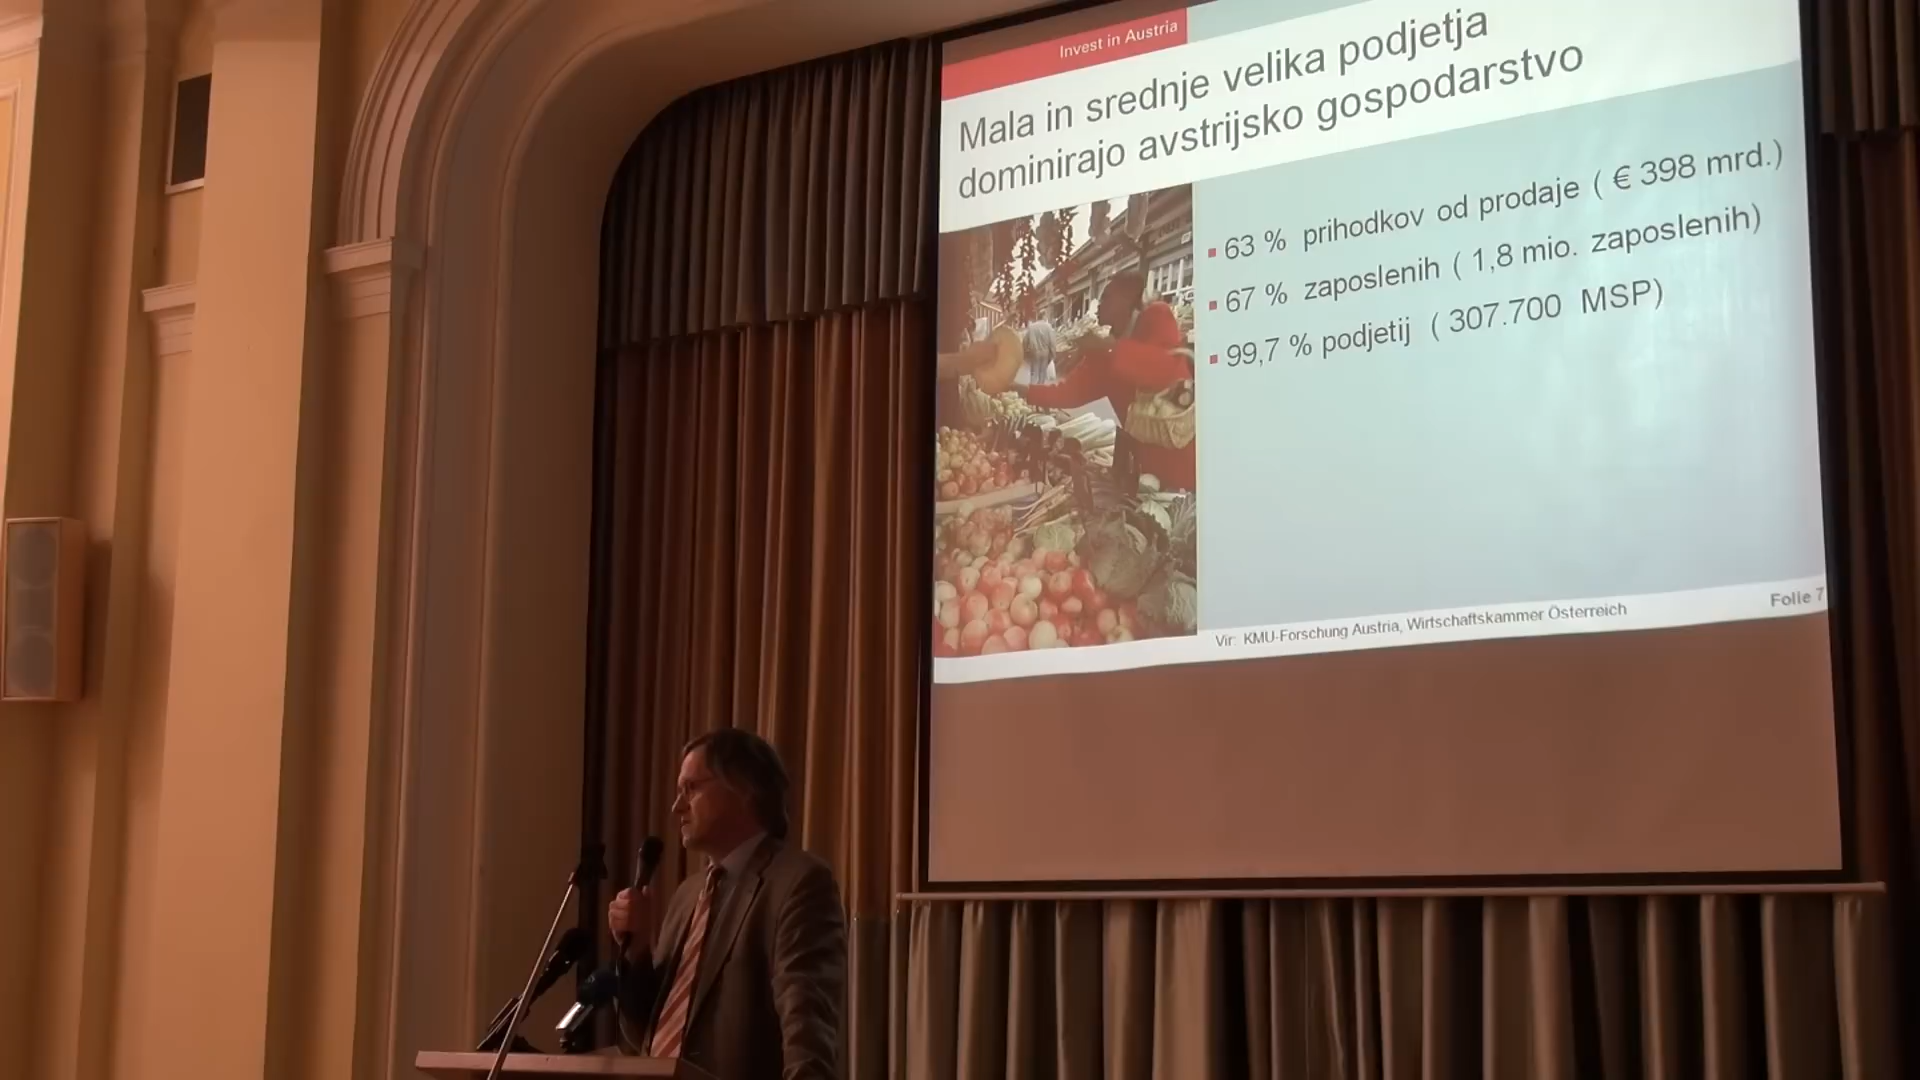 Invest in Austria
Mala in srednje velika podjetja
dominirajo avstrijsko gospodarstvo
63 % prihodkov od prodaje ( € 398 mrd.)
67 % zaposlenih ( 1,8 mio. zaposlenih)
99,7 % podjetij ( 307.700 MSP)
Vir: KMU-Forschung Austria, Wirtschaftskammer Österreich
Folie 7